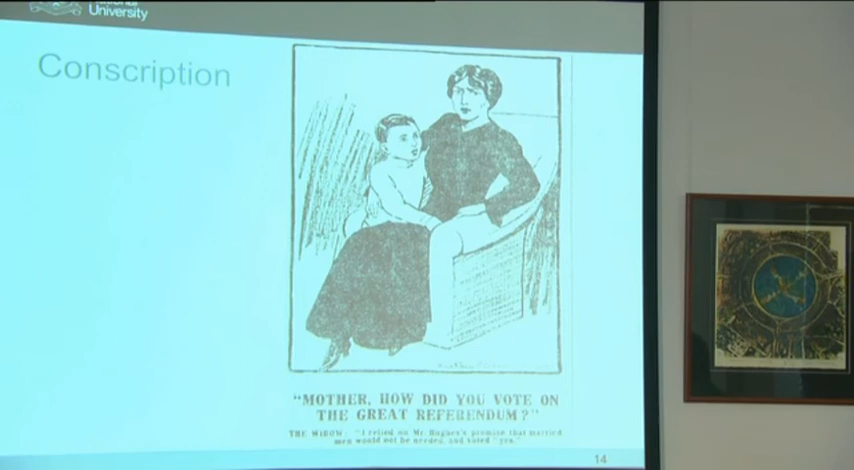 University
Conscription
"MOTHER, HOW DID YOU VOTE ON
THE GREAT REFERENDUM?"
THE WIDOW: "I relied on Mr. Hughes's promise that married
men would not be needed, and voted 'yes.'"
14